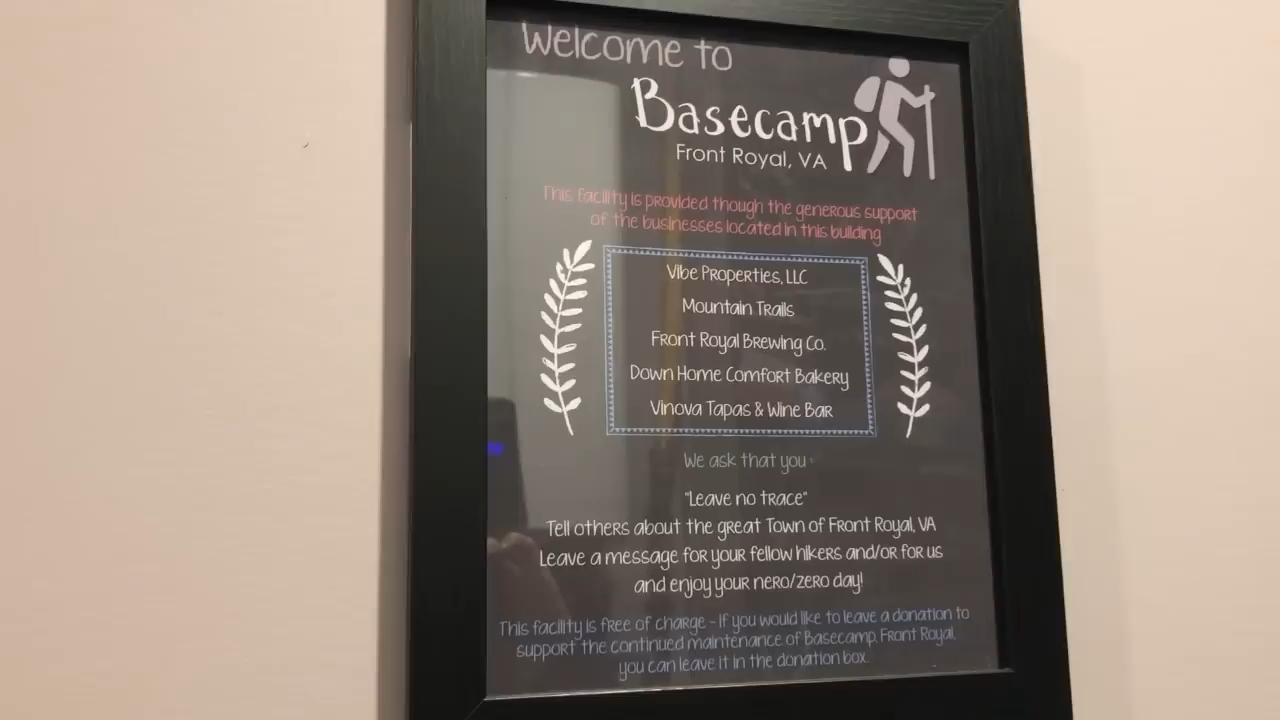 Welcome to
Basecamp
Front Royal, VA
This facility is provided though the generous support
of the businesses located in this building
Vibe Properties, LLC
Mountain Trails
Front Royal Brewing Co.
Down Home Comfort Bakery
Vinova Tapas & Wine Bar
We ask that you:
"Leave no trace"
Tell others about the great Town of Front Royal, VA
Leave a message for your fellow hikers and/or for us
and enjoy your nero/zero day!
This facility is free of charge - If you would like to leave a donation to
support the continued maintenance of Basecamp, Front Royal,
you can leave it in the donation box.